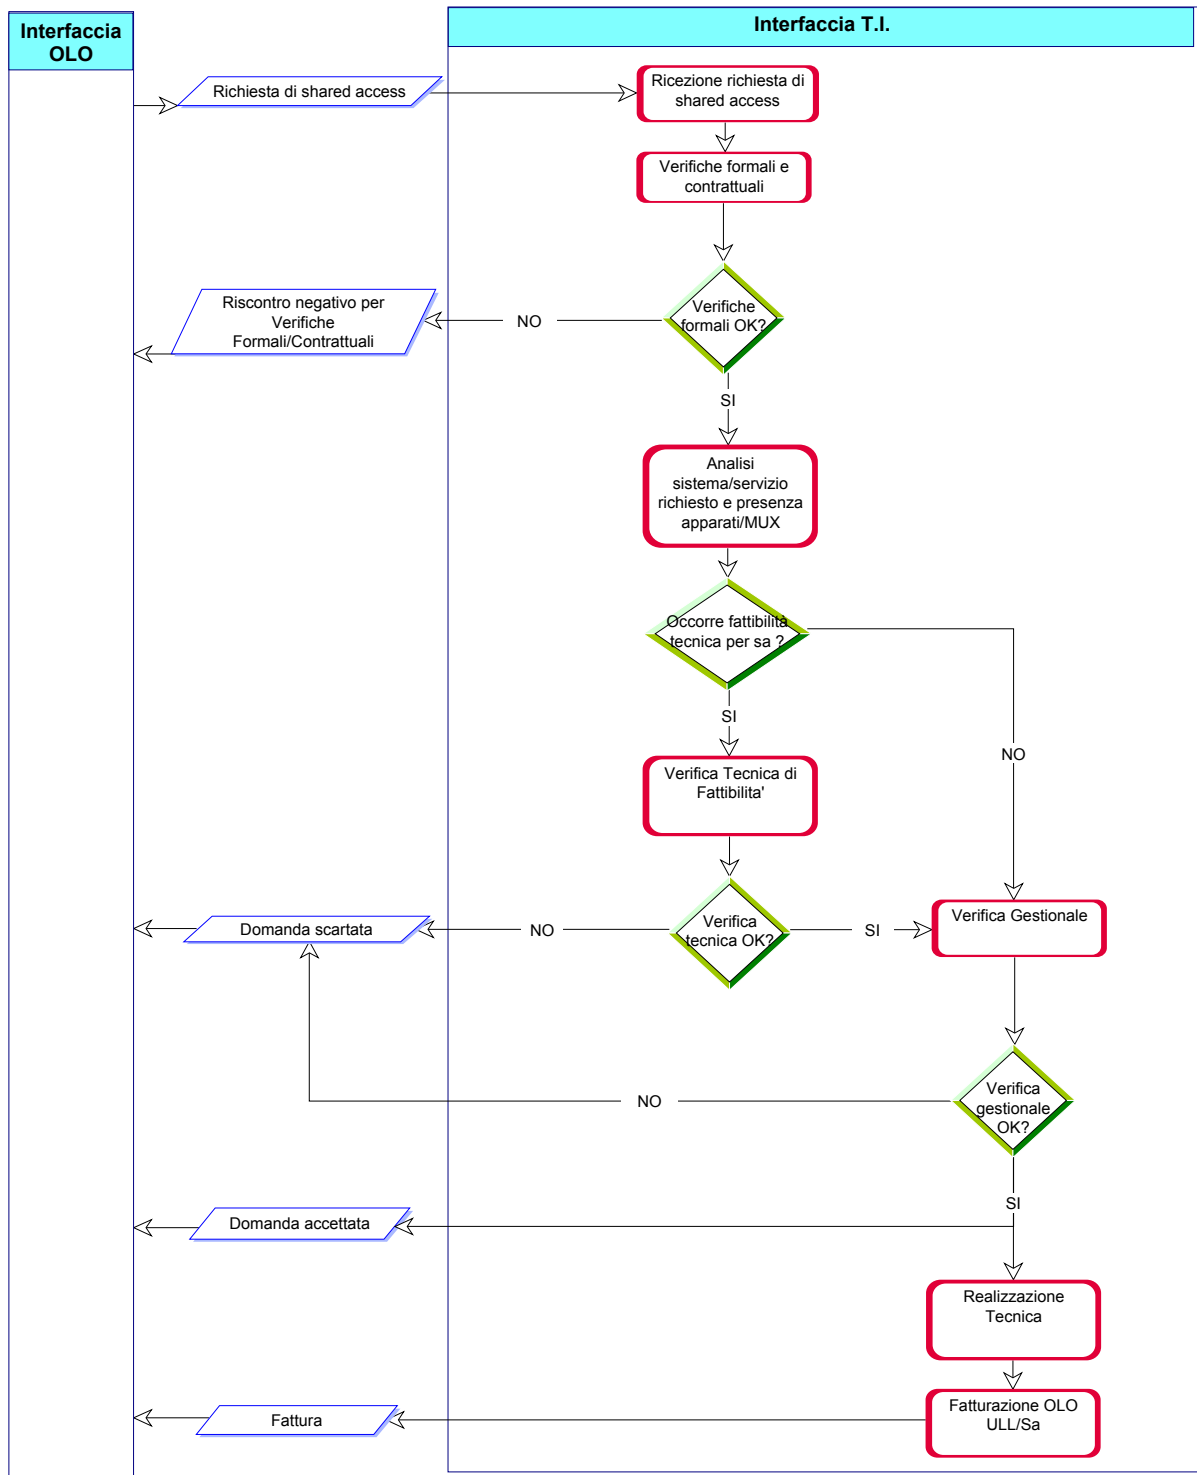 Interfaccia
OLO
Interfaccia T.I.
Richiesta di shared access
Ricezione richiesta di
shared access
Verifiche formali e
contrattuali
Verifiche
formali OK?
NO
Riscontro negativo per
Verifiche
Formali/Contrattuali
SI
Analisi
sistema/servizio
richiesto e presenza
apparati/MUX
Occorre fattibilità
tecnica per sa ?
SI
NO
Verifica Tecnica di
Fattibilita'
Verifica
tecnica OK?
NO
Domanda scartata
SI
Verifica Gestionale
Verifica
gestionale
OK?
NO
SI
Domanda accettata
Realizzazione
Tecnica
Fatturazione OLO
ULL/Sa
Fattura